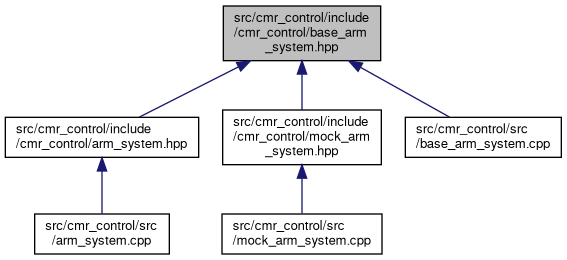 src/cmr_control/include
/cmr_control/base_arm
_system.hpp
src/cmr_control/include
/cmr_control/arm_system.hpp
src/cmr_control/include
/cmr_control/mock_arm
_system.hpp
src/cmr_control/src
/base_arm_system.cpp
src/cmr_control/src
/arm_system.cpp
src/cmr_control/src
/mock_arm_system.cpp